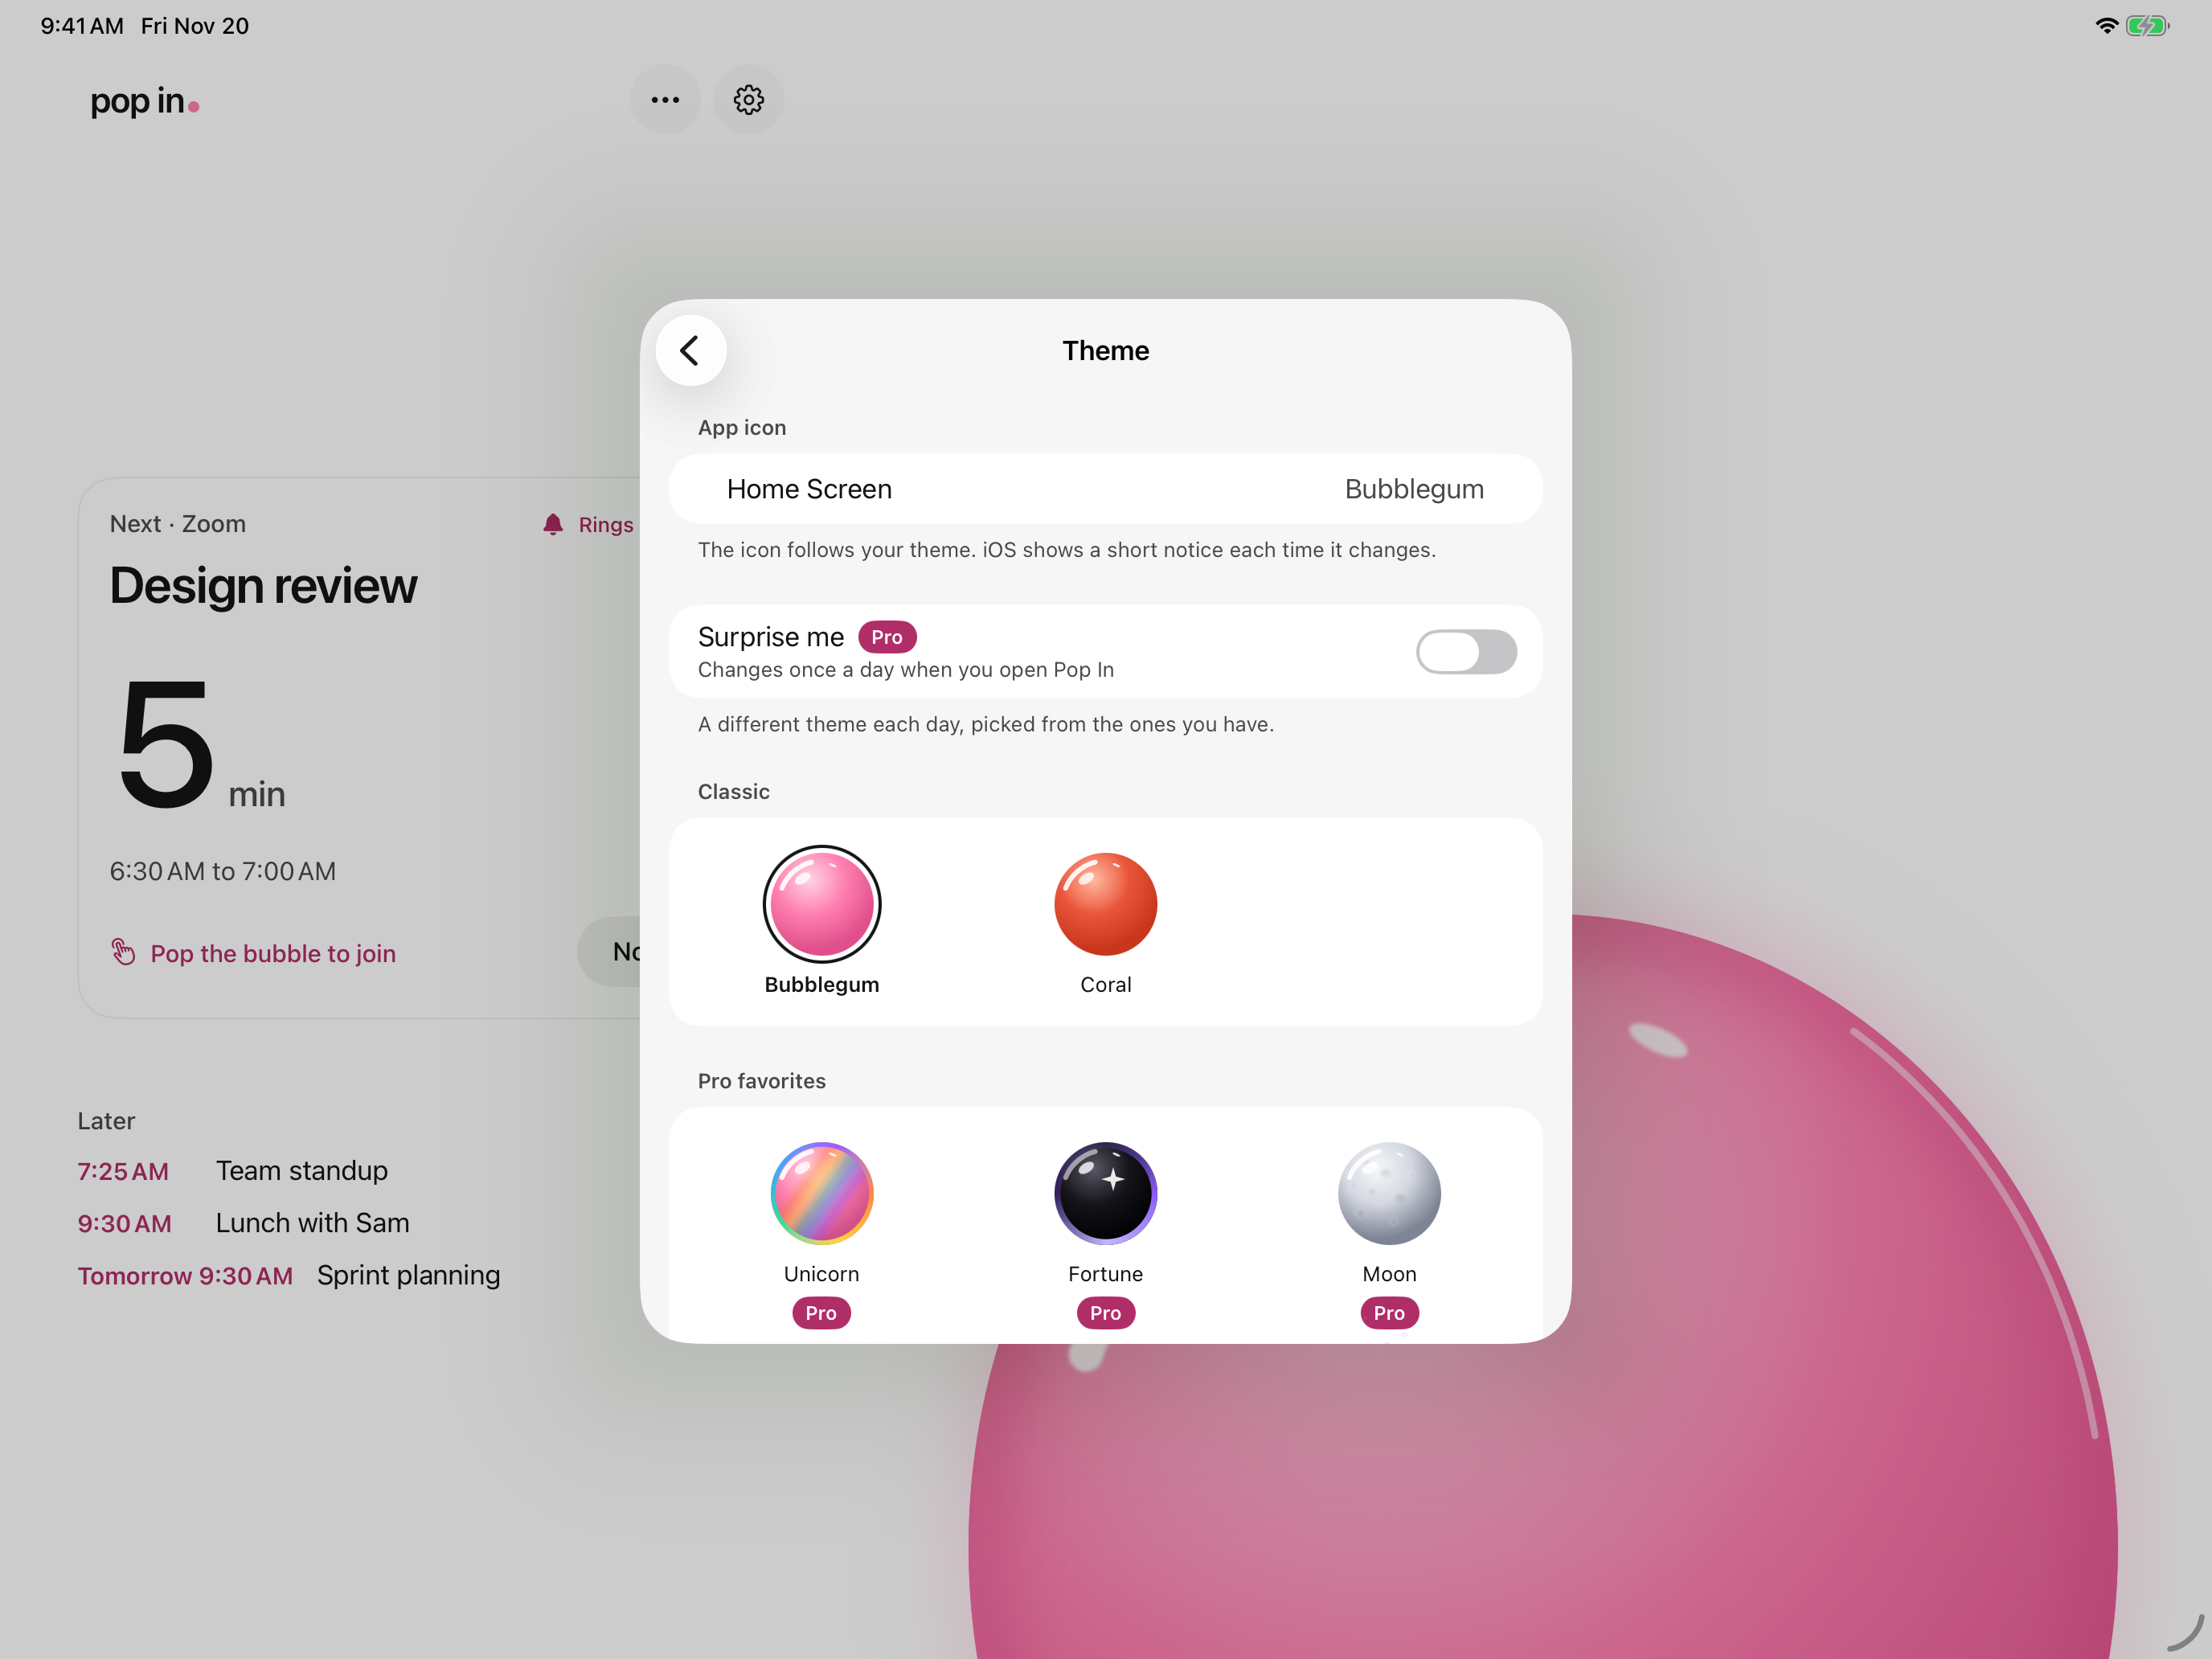 9:41 AM Fri Nov 20
pop in
Theme
App icon
Home Screen Bubblegum
The icon follows your theme. iOS shows a short notice each time it changes.
Surprise me Pro
Changes once a day when you open Pop In
A different theme each day, picked from the ones you have.
Classic
Bubblegum Coral
Pro favorites
Unicorn Fortune Moon
Pro Pro Pro
Next · Zoom Rings
Design review
5 min
6:30 AM to 7:00 AM
Pop the bubble to join
Later
7:25 AM Team standup
9:30 AM Lunch with Sam
Tomorrow 9:30 AM Sprint planning